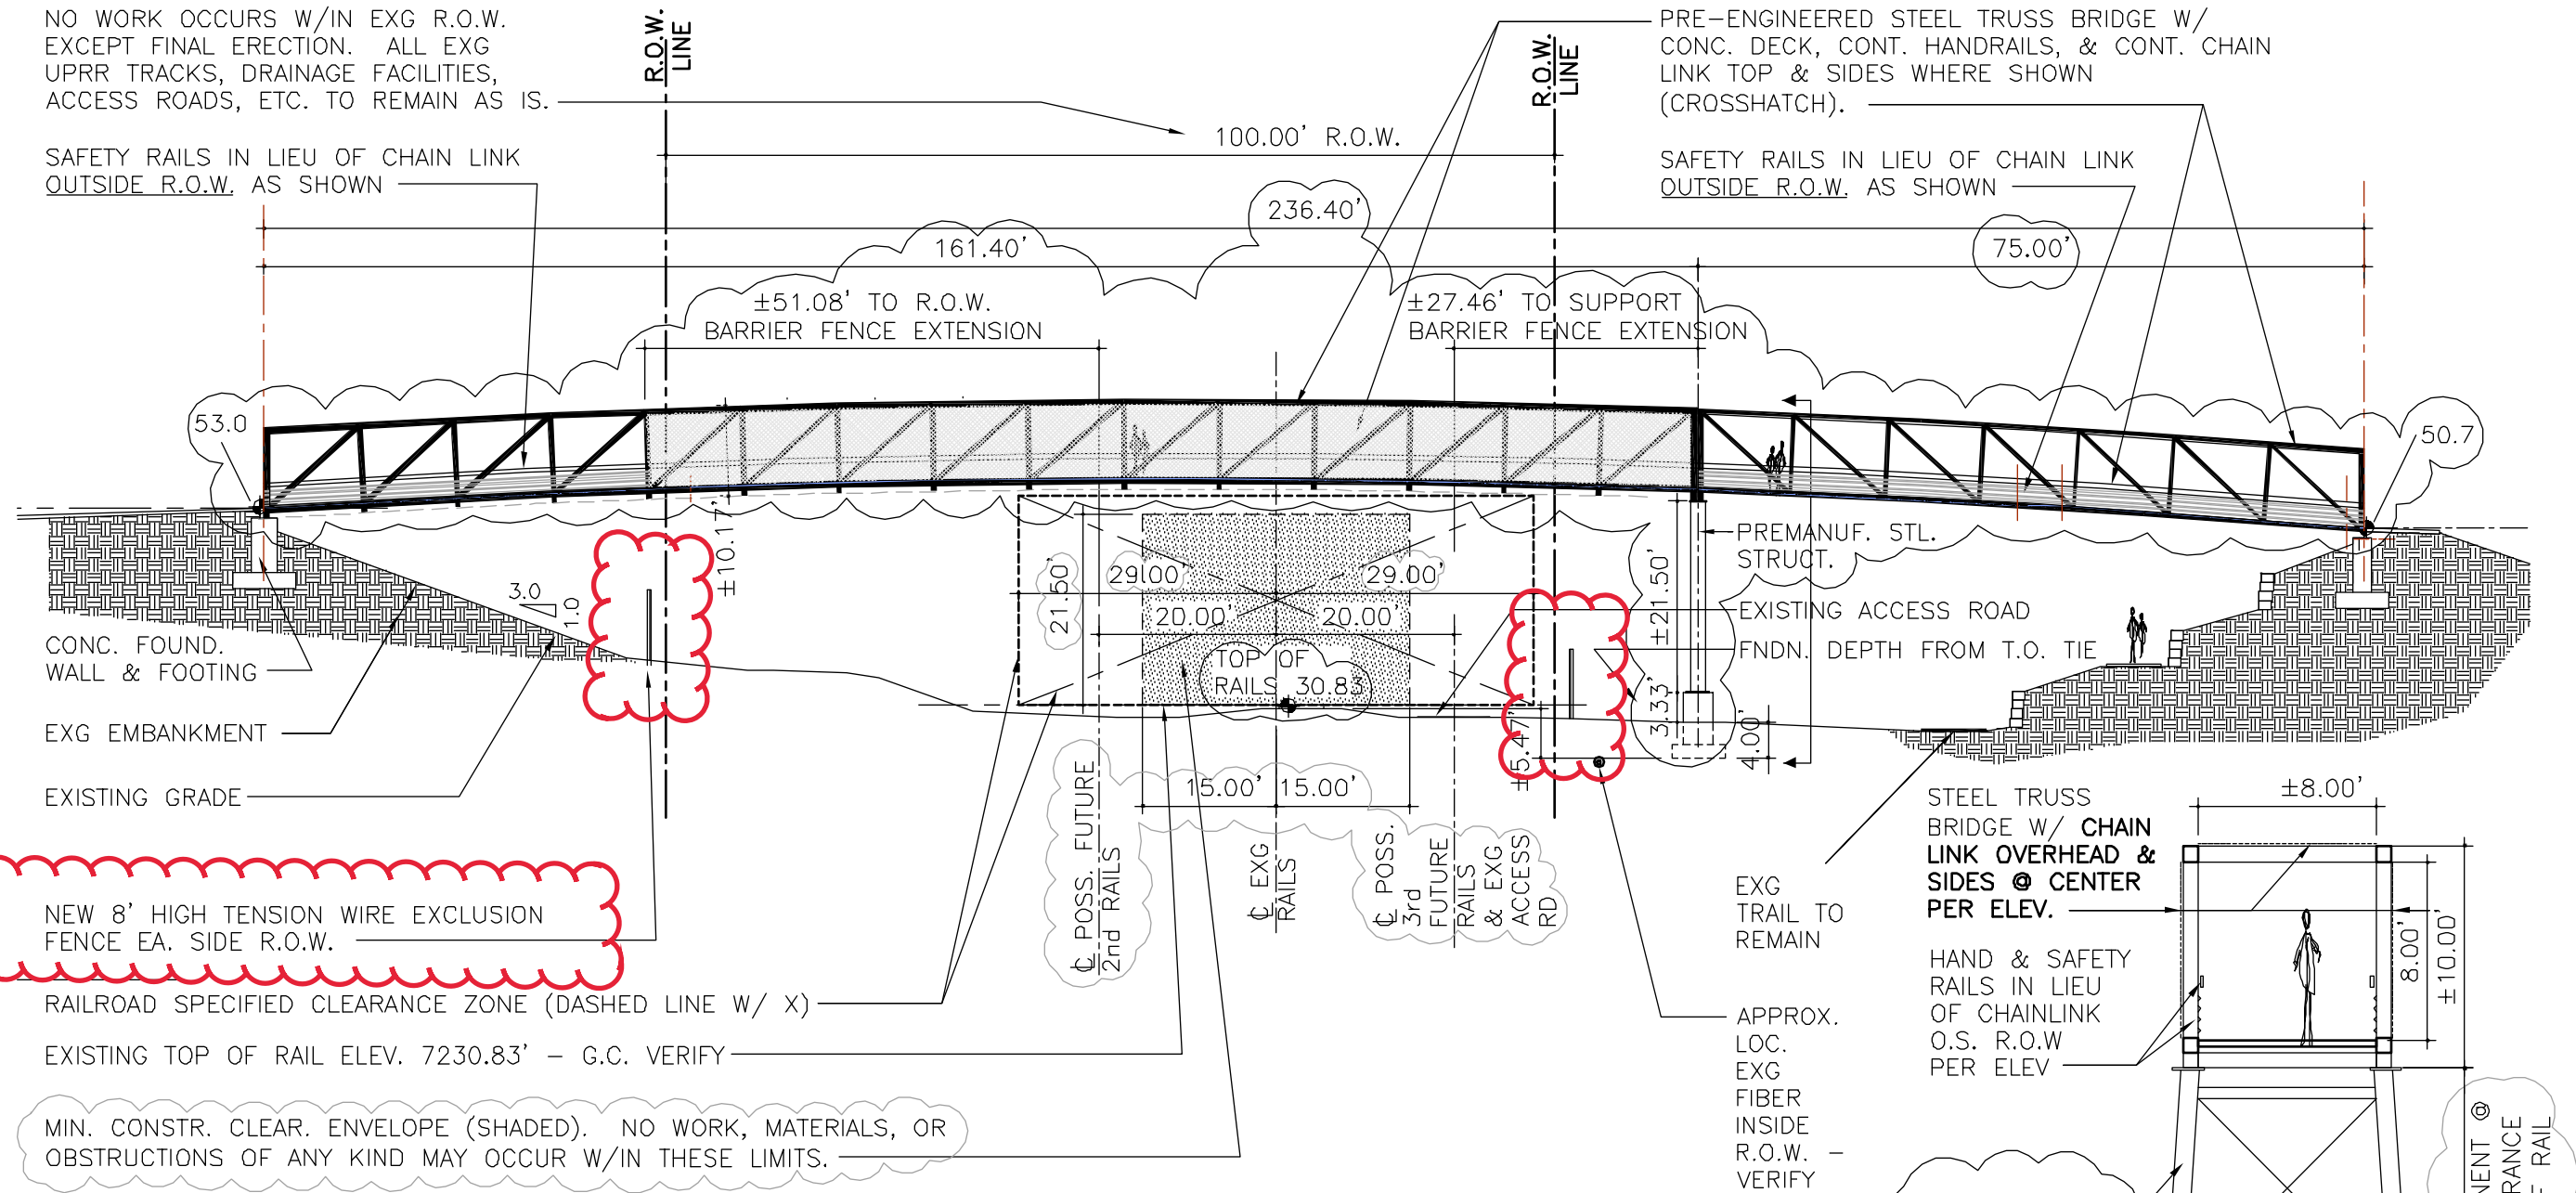 NO WORK OCCURS W/IN EXG R.O.W.
EXCEPT FINAL ERECTION.  ALL EXG
UPRR TRACKS, DRAINAGE FACILITIES,
ACCESS ROADS, ETC. TO REMAIN AS IS.
SAFETY RAILS IN LIEU OF CHAIN LINK
OUTSIDE R.O.W. AS SHOWN
R.O.W.
LINE
R.O.W.
LINE
PRE-ENGINEERED STEEL TRUSS BRIDGE W/
CONC. DECK, CONT. HANDRAILS, & CONT. CHAIN
LINK TOP & SIDES WHERE SHOWN
(CROSSHATCH).
SAFETY RAILS IN LIEU OF CHAIN LINK
OUTSIDE R.O.W. AS SHOWN
100.00' R.O.W.
236.40'
161.40'
75.00'
±51.08' TO R.O.W.
BARRIER FENCE EXTENSION
±27.46' TO SUPPORT
BARRIER FENCE EXTENSION
53.0
50.7
±10.17'
3.0
1.0
21.50'
29.00'
29.00'
20.00'
20.00'
TOP OF
RAILS 30.83
±21.50'
3.33'
4.00'
±5.47'
15.00'
15.00'
PREMANUF. STL.
STRUCT.
EXISTING ACCESS ROAD
FNDN. DEPTH FROM T.O. TIE
CONC. FOUND.
WALL & FOOTING
EXG EMBANKMENT
EXISTING GRADE
NEW 8' HIGH TENSION WIRE EXCLUSION
FENCE EA. SIDE R.O.W.
RAILROAD SPECIFIED CLEARANCE ZONE (DASHED LINE W/ X)
EXISTING TOP OF RAIL ELEV. 7230.83' - G.C. VERIFY
MIN. CONSTR. CLEAR. ENVELOPE (SHADED).  NO WORK, MATERIALS, OR
OBSTRUCTIONS OF ANY KIND MAY OCCUR W/IN THESE LIMITS.
℄ POSS. FUTURE
2nd RAILS
℄ EXG
RAILS
℄ POSS.
3rd
FUTURE
RAILS
& EXG
ACCESS
RD
EXG
TRAIL TO
REMAIN
APPROX.
LOC.
EXG
FIBER
INSIDE
R.O.W. -
VERIFY
STEEL TRUSS
BRIDGE W/ CHAIN
LINK OVERHEAD &
SIDES @ CENTER
PER ELEV.
HAND & SAFETY
RAILS IN LIEU
OF CHAINLINK
O.S. R.O.W
PER ELEV
±8.00'
8.00'
±10.00'